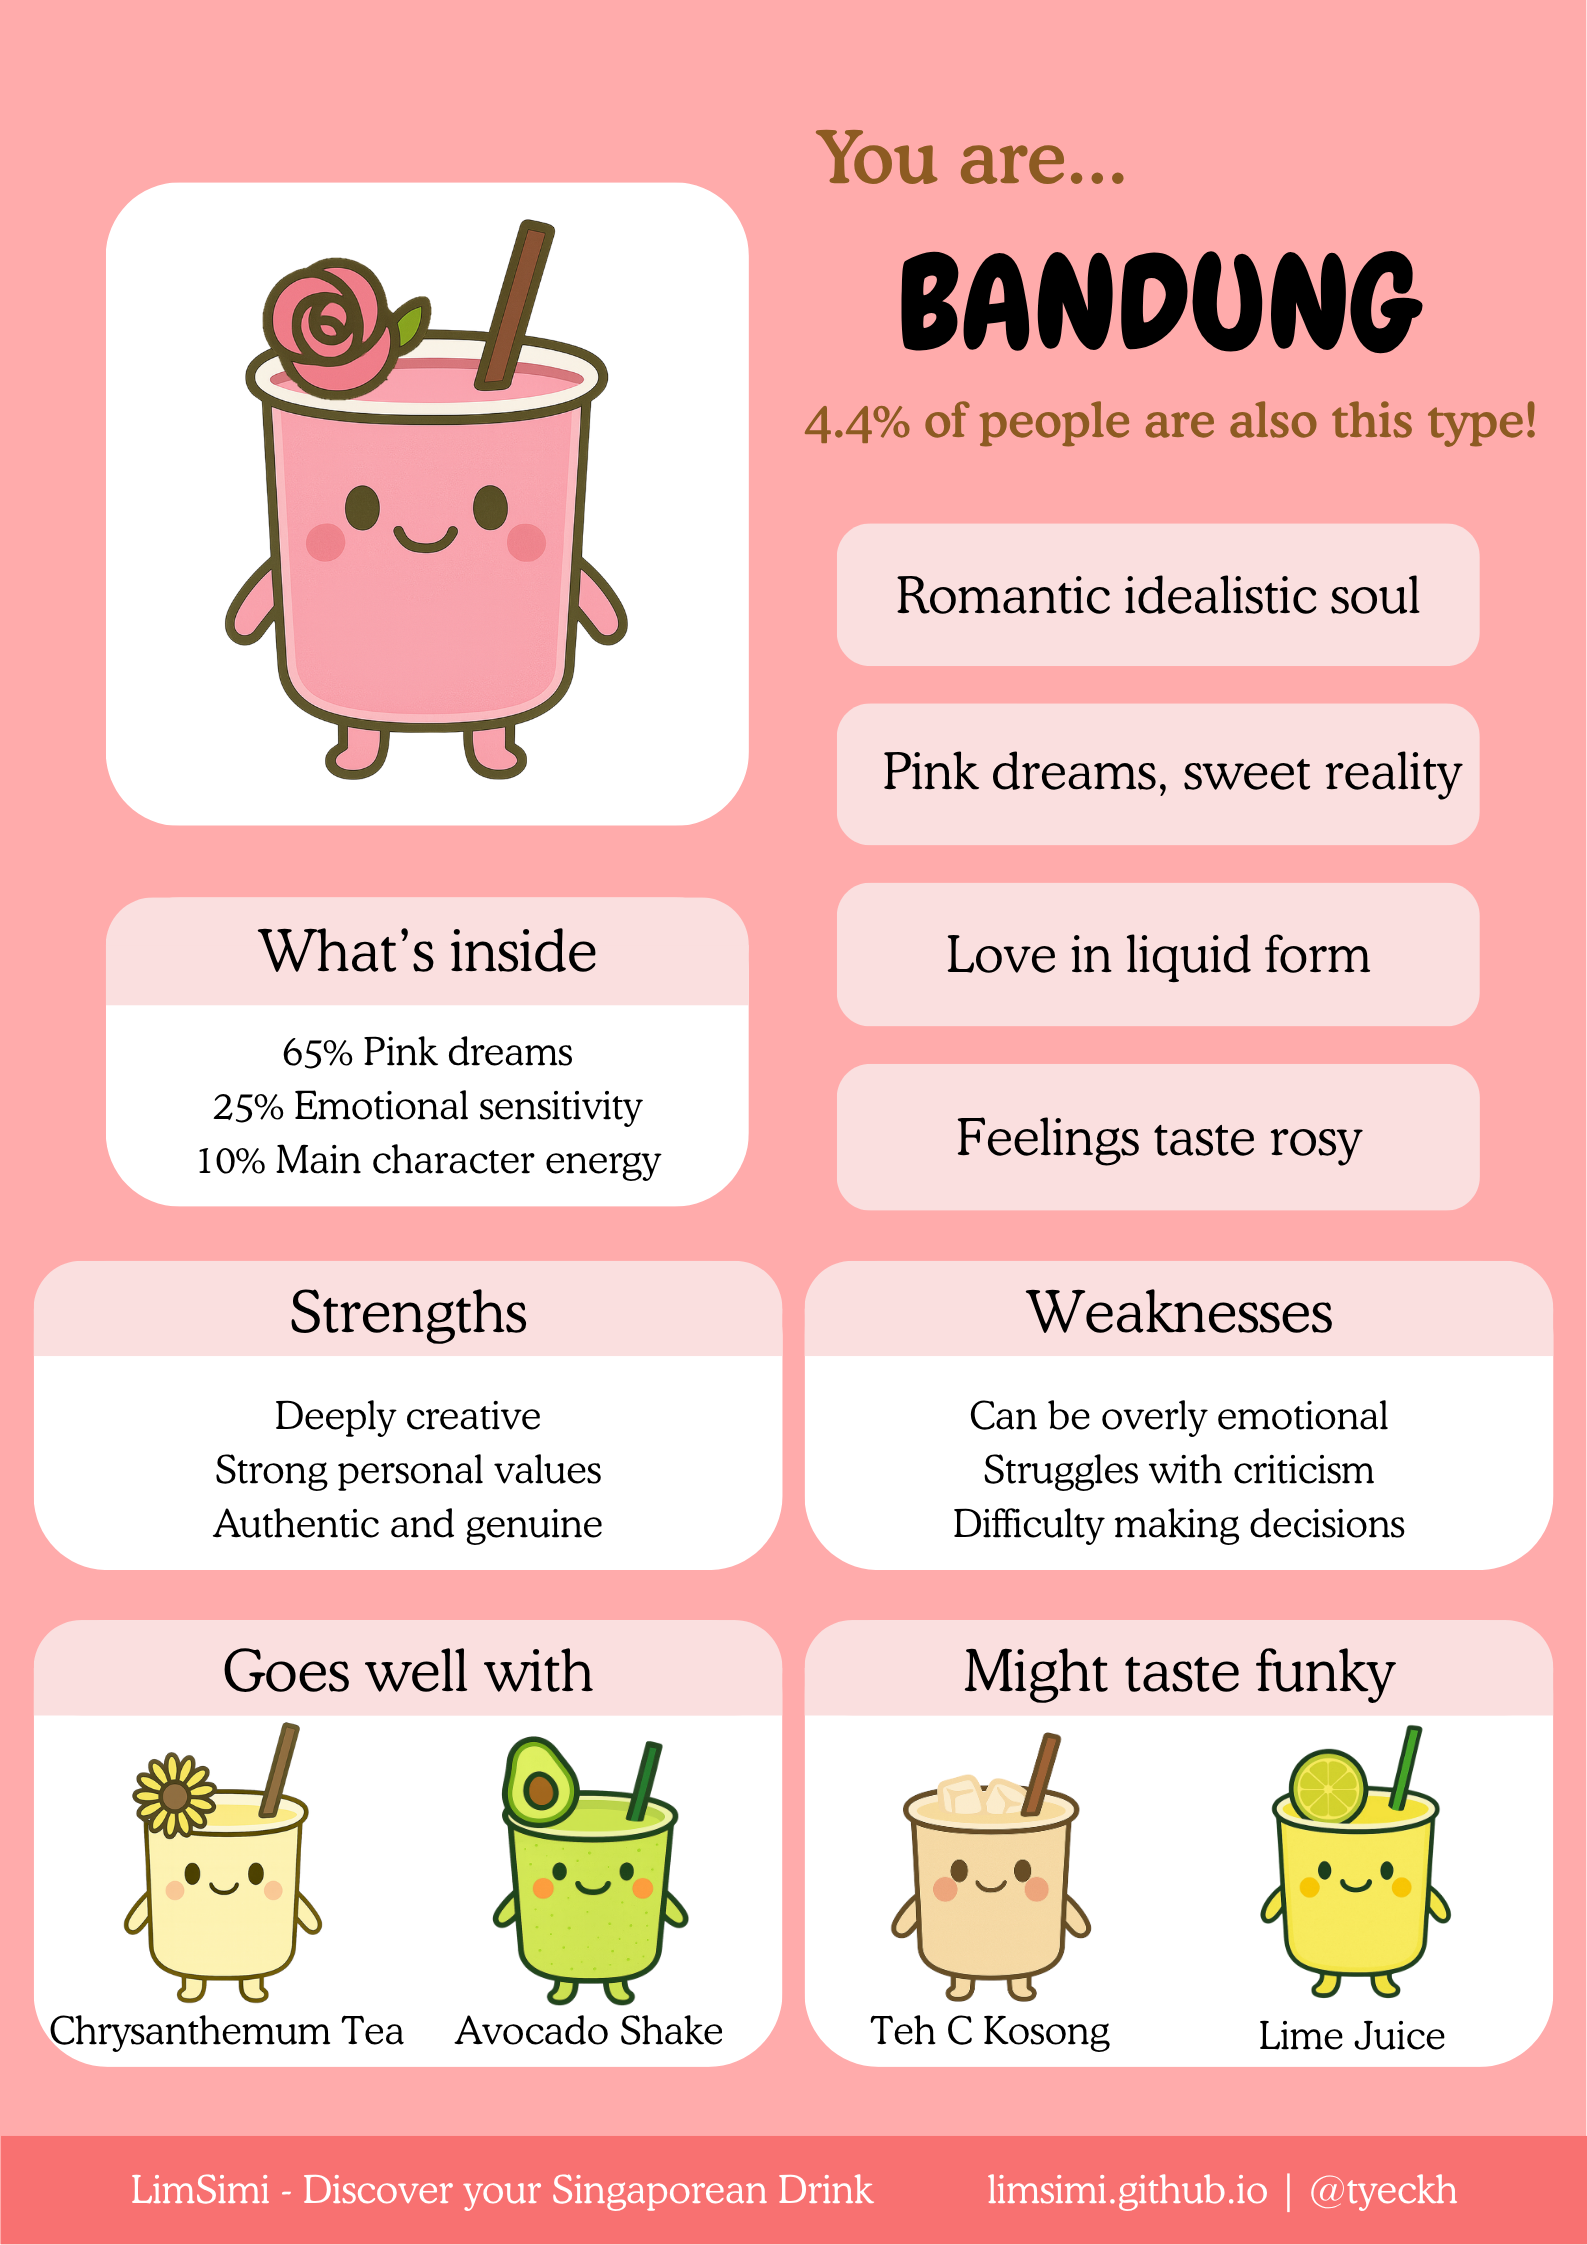 You are...
BANDUNG
4.4% of people are also this type!
Romantic idealistic soul
Pink dreams, sweet reality
Love in liquid form
Feelings taste rosy
What’s inside
65% Pink dreams
25% Emotional sensitivity
10% Main character energy
Strengths
Deeply creative
Strong personal values
Authentic and genuine
Weaknesses
Can be overly emotional
Struggles with criticism
Difficulty making decisions
Goes well with
Chrysanthemum Tea
Avocado Shake
Might taste funky
Teh C Kosong
Lime Juice
LimSimi - Discover your Singaporean Drink
limsimi.github.io | @tyeckh